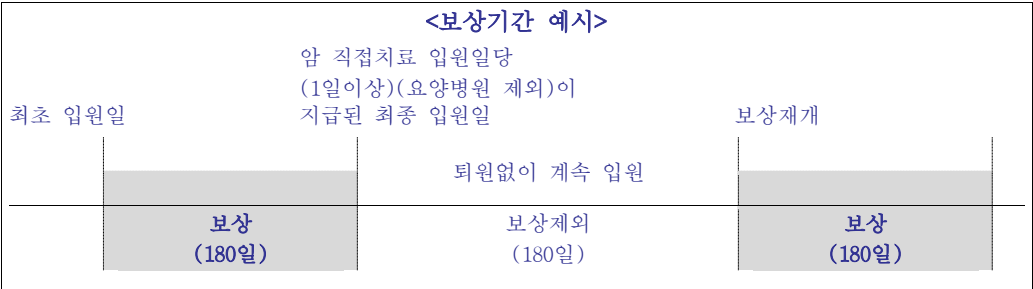 <보상기간 예시>
암 직접치료 입원일당
(1일이상)(요양병원 제외)이
최초 입원일
지급된 최종 입원일
보상재개
퇴원없이 계속 입원
보상
(180일)
보상제외
(180일)
보상
(180일)